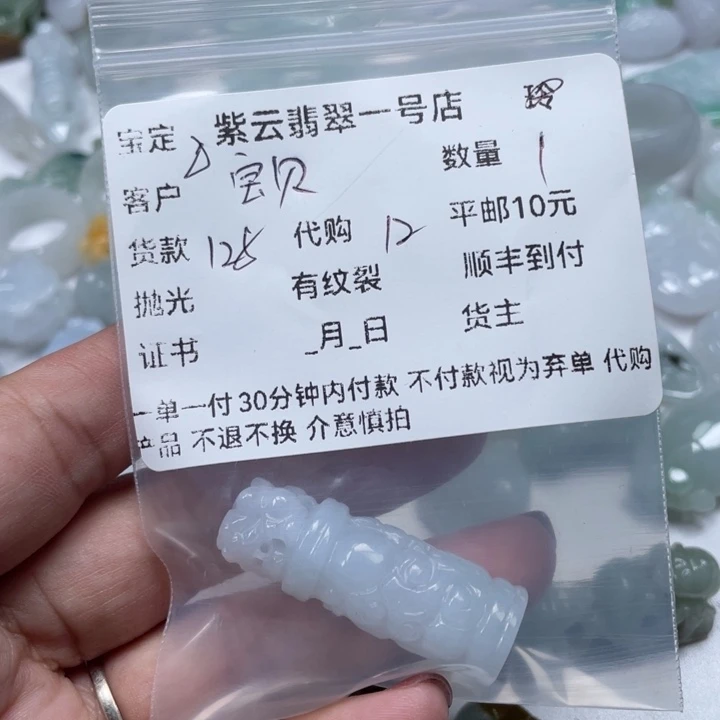 紫云翡翠一号店 玲
宝定
客户 宝贝 数量 1
货款 128 代购 12 平邮10元
抛光 有纹裂 顺丰到付
证书 _月_日 货主
一单一付 30分钟内付款 不付款视为弃单 代购
产品 不退不换 介意慎拍